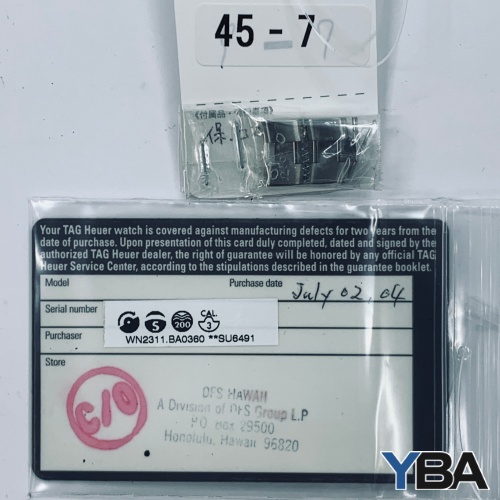 45 - 7
《付属品・
保.
Your TAG Heuer watch is covered against manufacturing defects for two years from the
date of purchase. Upon presentation of this card duly completed, dated and signed by the
authorized TAG Heuer dealer, the right of guarantee will be honored by any official TAG
Heuer Service Center, according to the stipulations described in the guarantee booklet.
Model
Purchase date July 02, 04
Serial number
S 200 CAL. 3
WN2311.BA0360 **SU6491
Purchaser
Store
C/O
DFS HaWAII
A Division of DFS Group L.P
P.O. Box 29500
Honolulu, Hawaii 96820
YBA